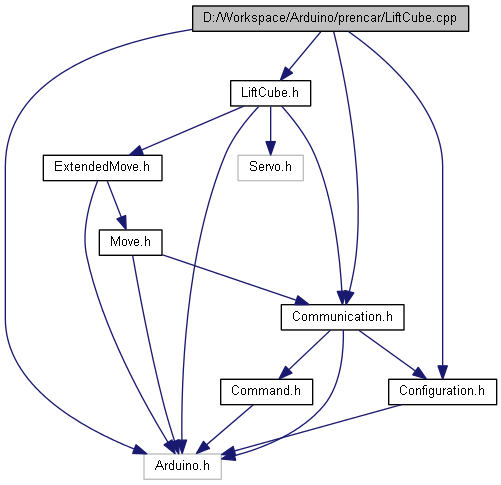 D:/Workspace/Arduino/prencar/LiftCube.cpp
LiftCube.h
ExtendedMove.h
Servo.h
Move.h
Communication.h
Command.h
Configuration.h
Arduino.h